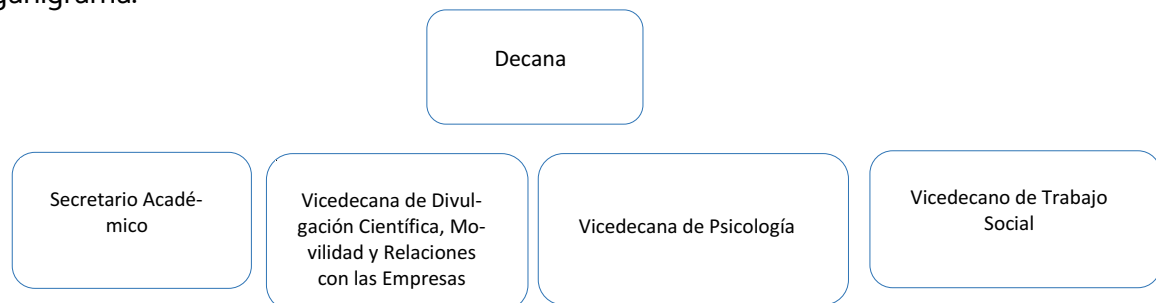 Decana
Secretario Acadé-
mico
Vicedecana de Divul-
gación Científica, Mo-
vilidad y Relaciones
con las Empresas
Vicedecana de Psicología
Vicedecano de Trabajo
Social